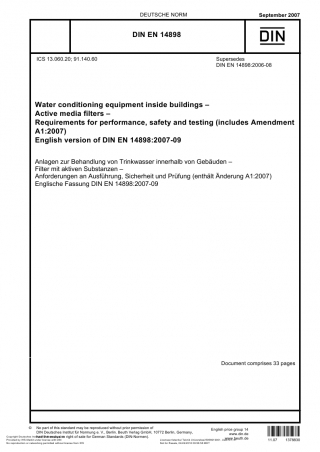 DEUTSCHE NORM
September 2007
DIN EN 14898
DIN
ICS 13.060.20; 91.140.60
Supersedes
DIN EN 14898:2006-08
Water conditioning equipment inside buildings –
Active media filters –
Requirements for performance, safety and testing (includes Amendment
A1:2007)
English version of DIN EN 14898:2007-09
Anlagen zur Behandlung von Trinkwasser innerhalb von Gebäuden –
Filter mit aktiven Substanzen –
Anforderungen an Ausführung, Sicherheit und Prüfung (enthält Änderung A1:2007)
Englische Fassung DIN EN 14898:2007-09
Document comprises 33 pages
© No part of this standard may be reproduced without prior permission of
DIN Deutsches Institut für Normung e. V., Berlin. Beuth Verlag GmbH, 10772 Berlin, Germany,
has the exclusive right of sale for German Standards (DIN-Normen).
English price group 14
www.din.de
www.beuth.de
11.07